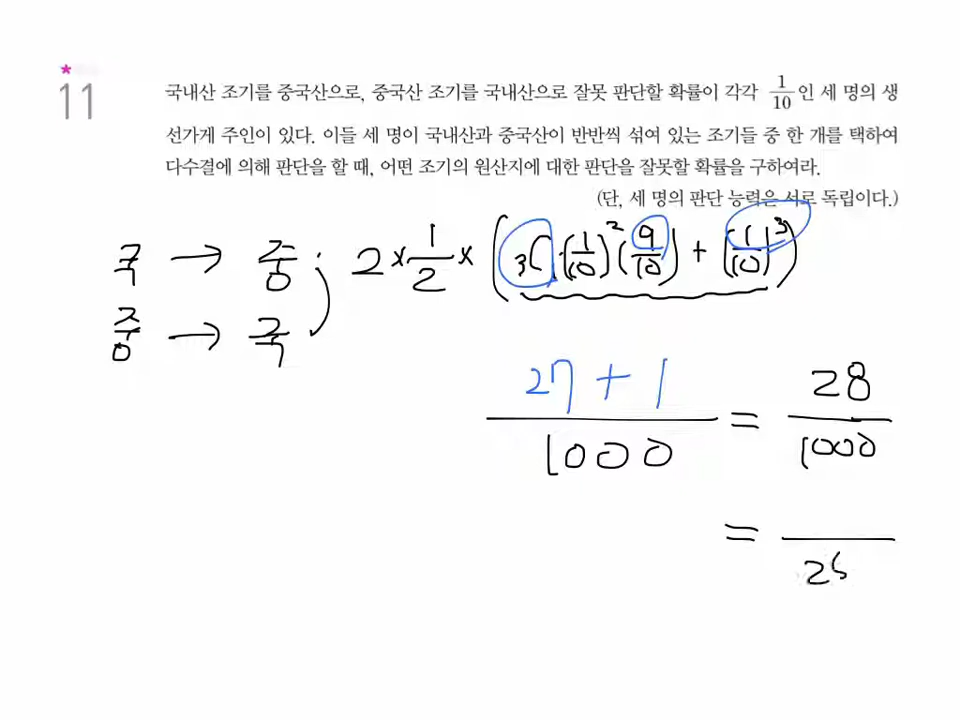 11
국내산 조기를 중국산으로, 중국산 조기를 국내산으로 잘못 판단할 확률이 각각 1/10인 세 명의 생
선가게 주인이 있다. 이들 세 명이 국내산과 중국산이 반반씩 섞여 있는 조기들 중 한 개를 택하여
다수결에 의해 판단을 할 때, 어떤 조기의 원산지에 대한 판단을 잘못할 확률을 구하여라.
(단, 세 명의 판단 능력은 서로 독립이다.)
국 → 중 ; 2 × 1/2 × ( ₃C (1/10)² (9/10) + (1/10)³ )
중 → 국
27 + 1 / 1000 = 28 / 1000
= / 25